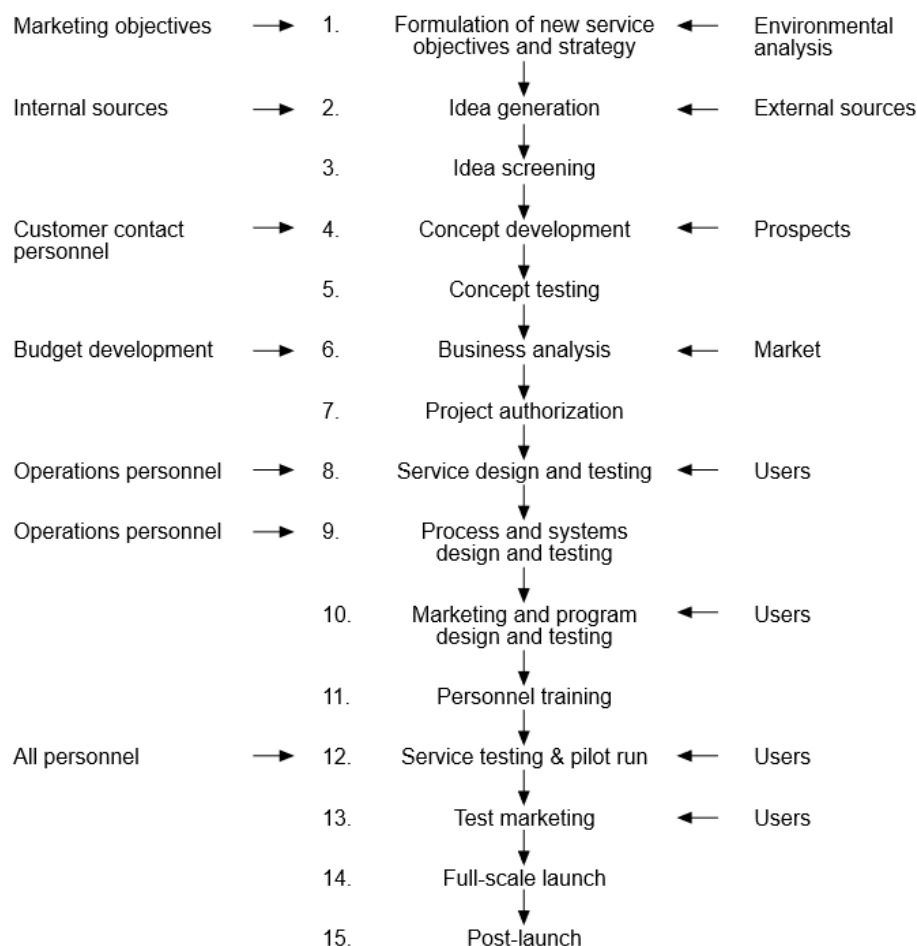 Marketing objectives 1. Formulation of new service Environmental
objectives and strategy analysis
Internal sources 2. Idea generation External sources
3. Idea screening
Customer contact 4. Concept development Prospects
personnel
5. Concept testing
Budget development 6. Business analysis Market
7. Project authorization
Operations personnel 8. Service design and testing Users
Operations personnel 9. Process and systems
design and testing
10. Marketing and program Users
design and testing
11. Personnel training
All personnel 12. Service testing & pilot run Users
13. Test marketing Users
14. Full-scale launch
15. Post-launch